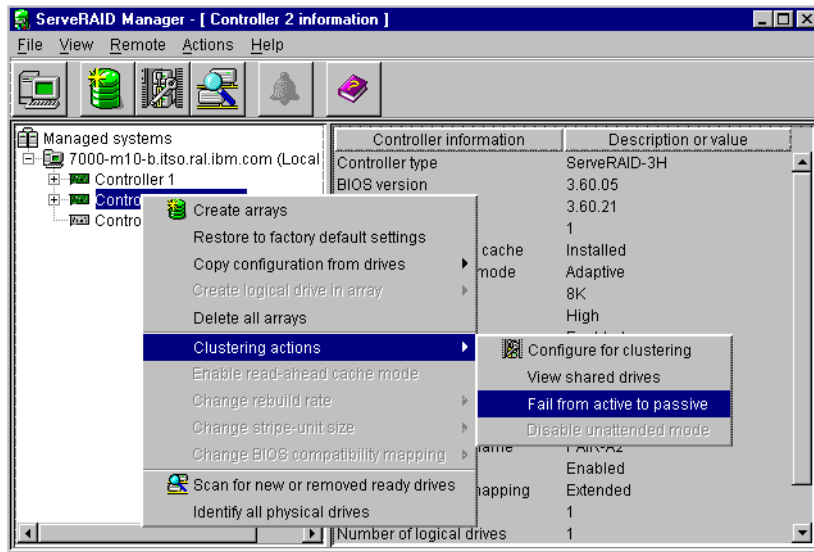 ServeRAID Manager - [ Controller 2 information ]
File View Remote Actions Help
Managed systems
7000-m10-b.itso.ral.ibm.com (Local
Controller 1
Contro
Contro
Controller information Description or value
Controller type ServeRAID-3H
BIOS version 3.60.05
3.60.21
1
cache Installed
mode Adaptive
8K
High
Create arrays
Restore to factory default settings
Copy configuration from drives
Create logical drive in array
Delete all arrays
Clustering actions
Enable read-ahead cache mode
Change rebuild rate
Change stripe-unit size
Change BIOS compatibility mapping
Scan for new or removed ready drives
Identify all physical drives
Configure for clustering
View shared drives
Fail from active to passive
Disable unattended mode
Enabled
mapping Extended
1
Number of logical drives 1